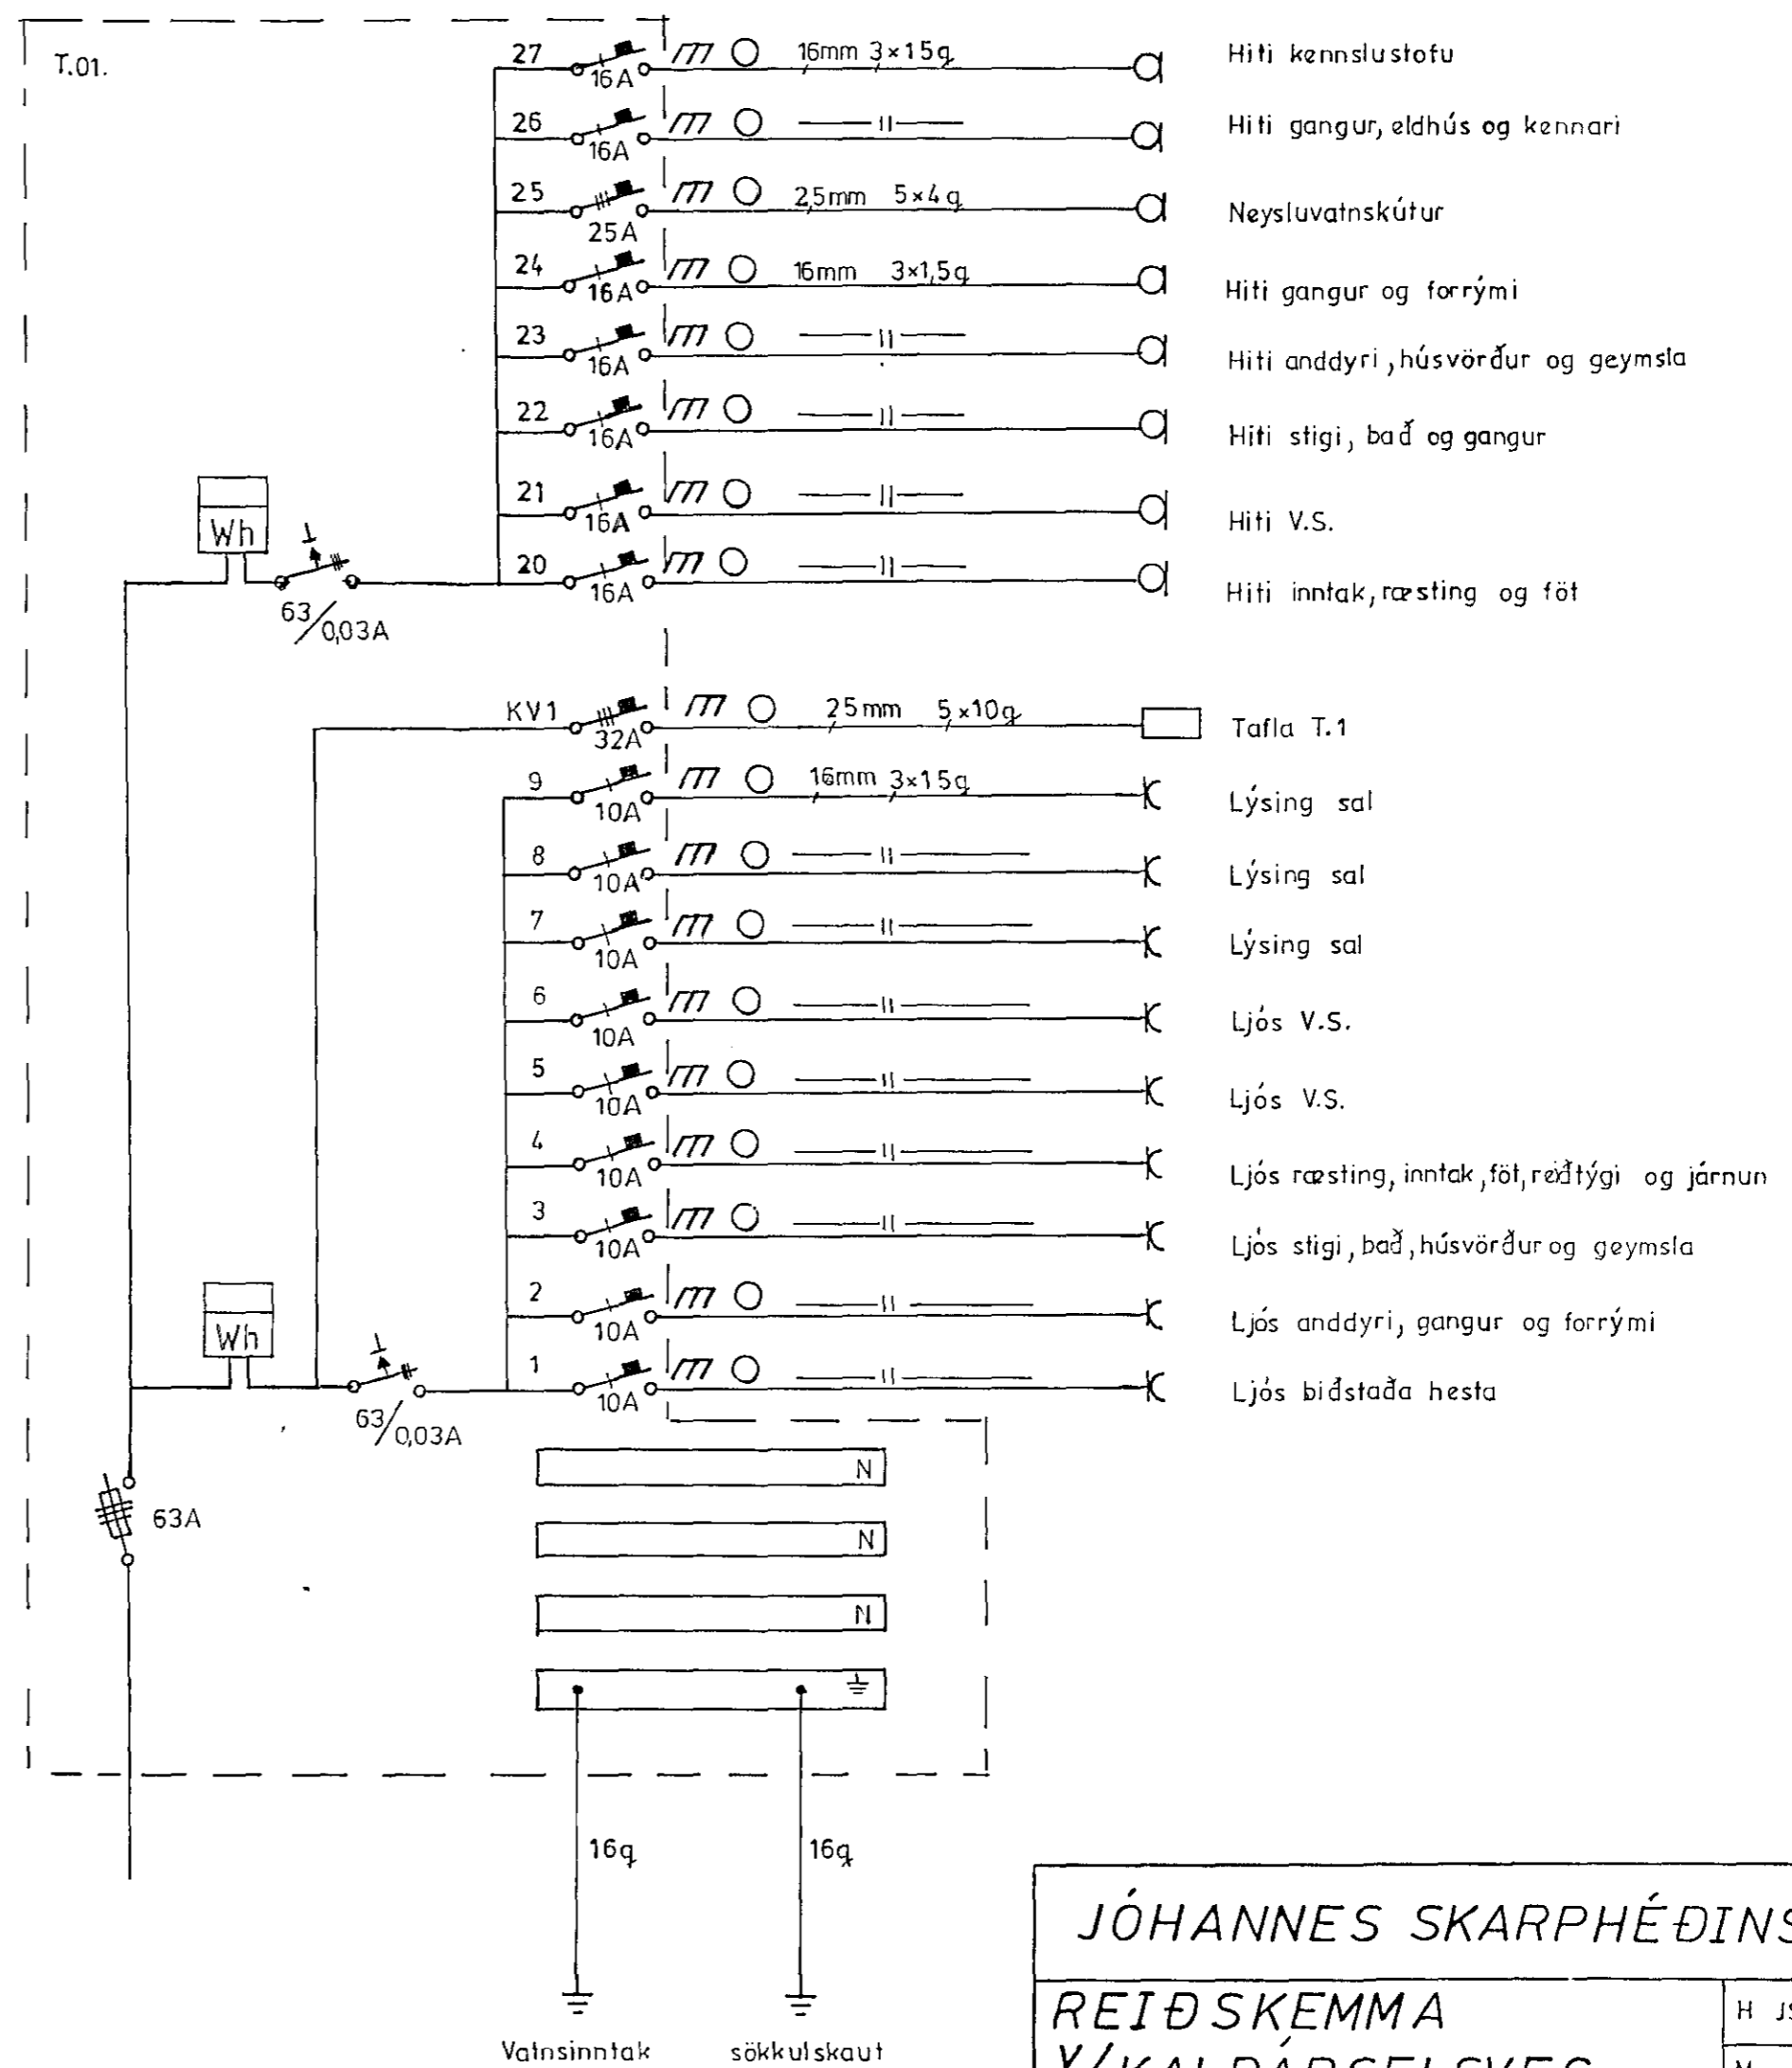 T.01.
27 16A 16mm 3×1,5q Hiti kennslustofu
26 16A Hiti gangur, eldhús og kennari
25 25A 25mm 5×4q Neysluvatnskútur
24 16A 16mm 3×1,5q Hiti gangur og forrými
23 16A Hiti anddyri, húsvörður og geymsla
22 16A Hiti stigi, bað og gangur
21 16A Hiti V.S.
20 16A Hiti inntak, ræsting og föt
Wh
63/0,03A
KV1 32A 25mm 5×10q Tafla T.1
9 10A 16mm 3×1,5q Lýsing sal
8 10A Lýsing sal
7 10A Lýsing sal
6 10A Ljós V.S.
5 10A Ljós V.S.
4 10A Ljós ræsting, inntak, föt, reiðtýgi og járnun
3 10A Ljós stigi, bað, húsvörður og geymsla
2 10A Ljós anddyri, gangur og forrými
1 10A Ljós biðstaða hesta
Wh
63/0,03A
63A
N
N
N
16q 16q
Vatnsinntak sökkulskaut
JÓHANNES SKARPHÉÐINS
REIÐSKEMMA
H JS